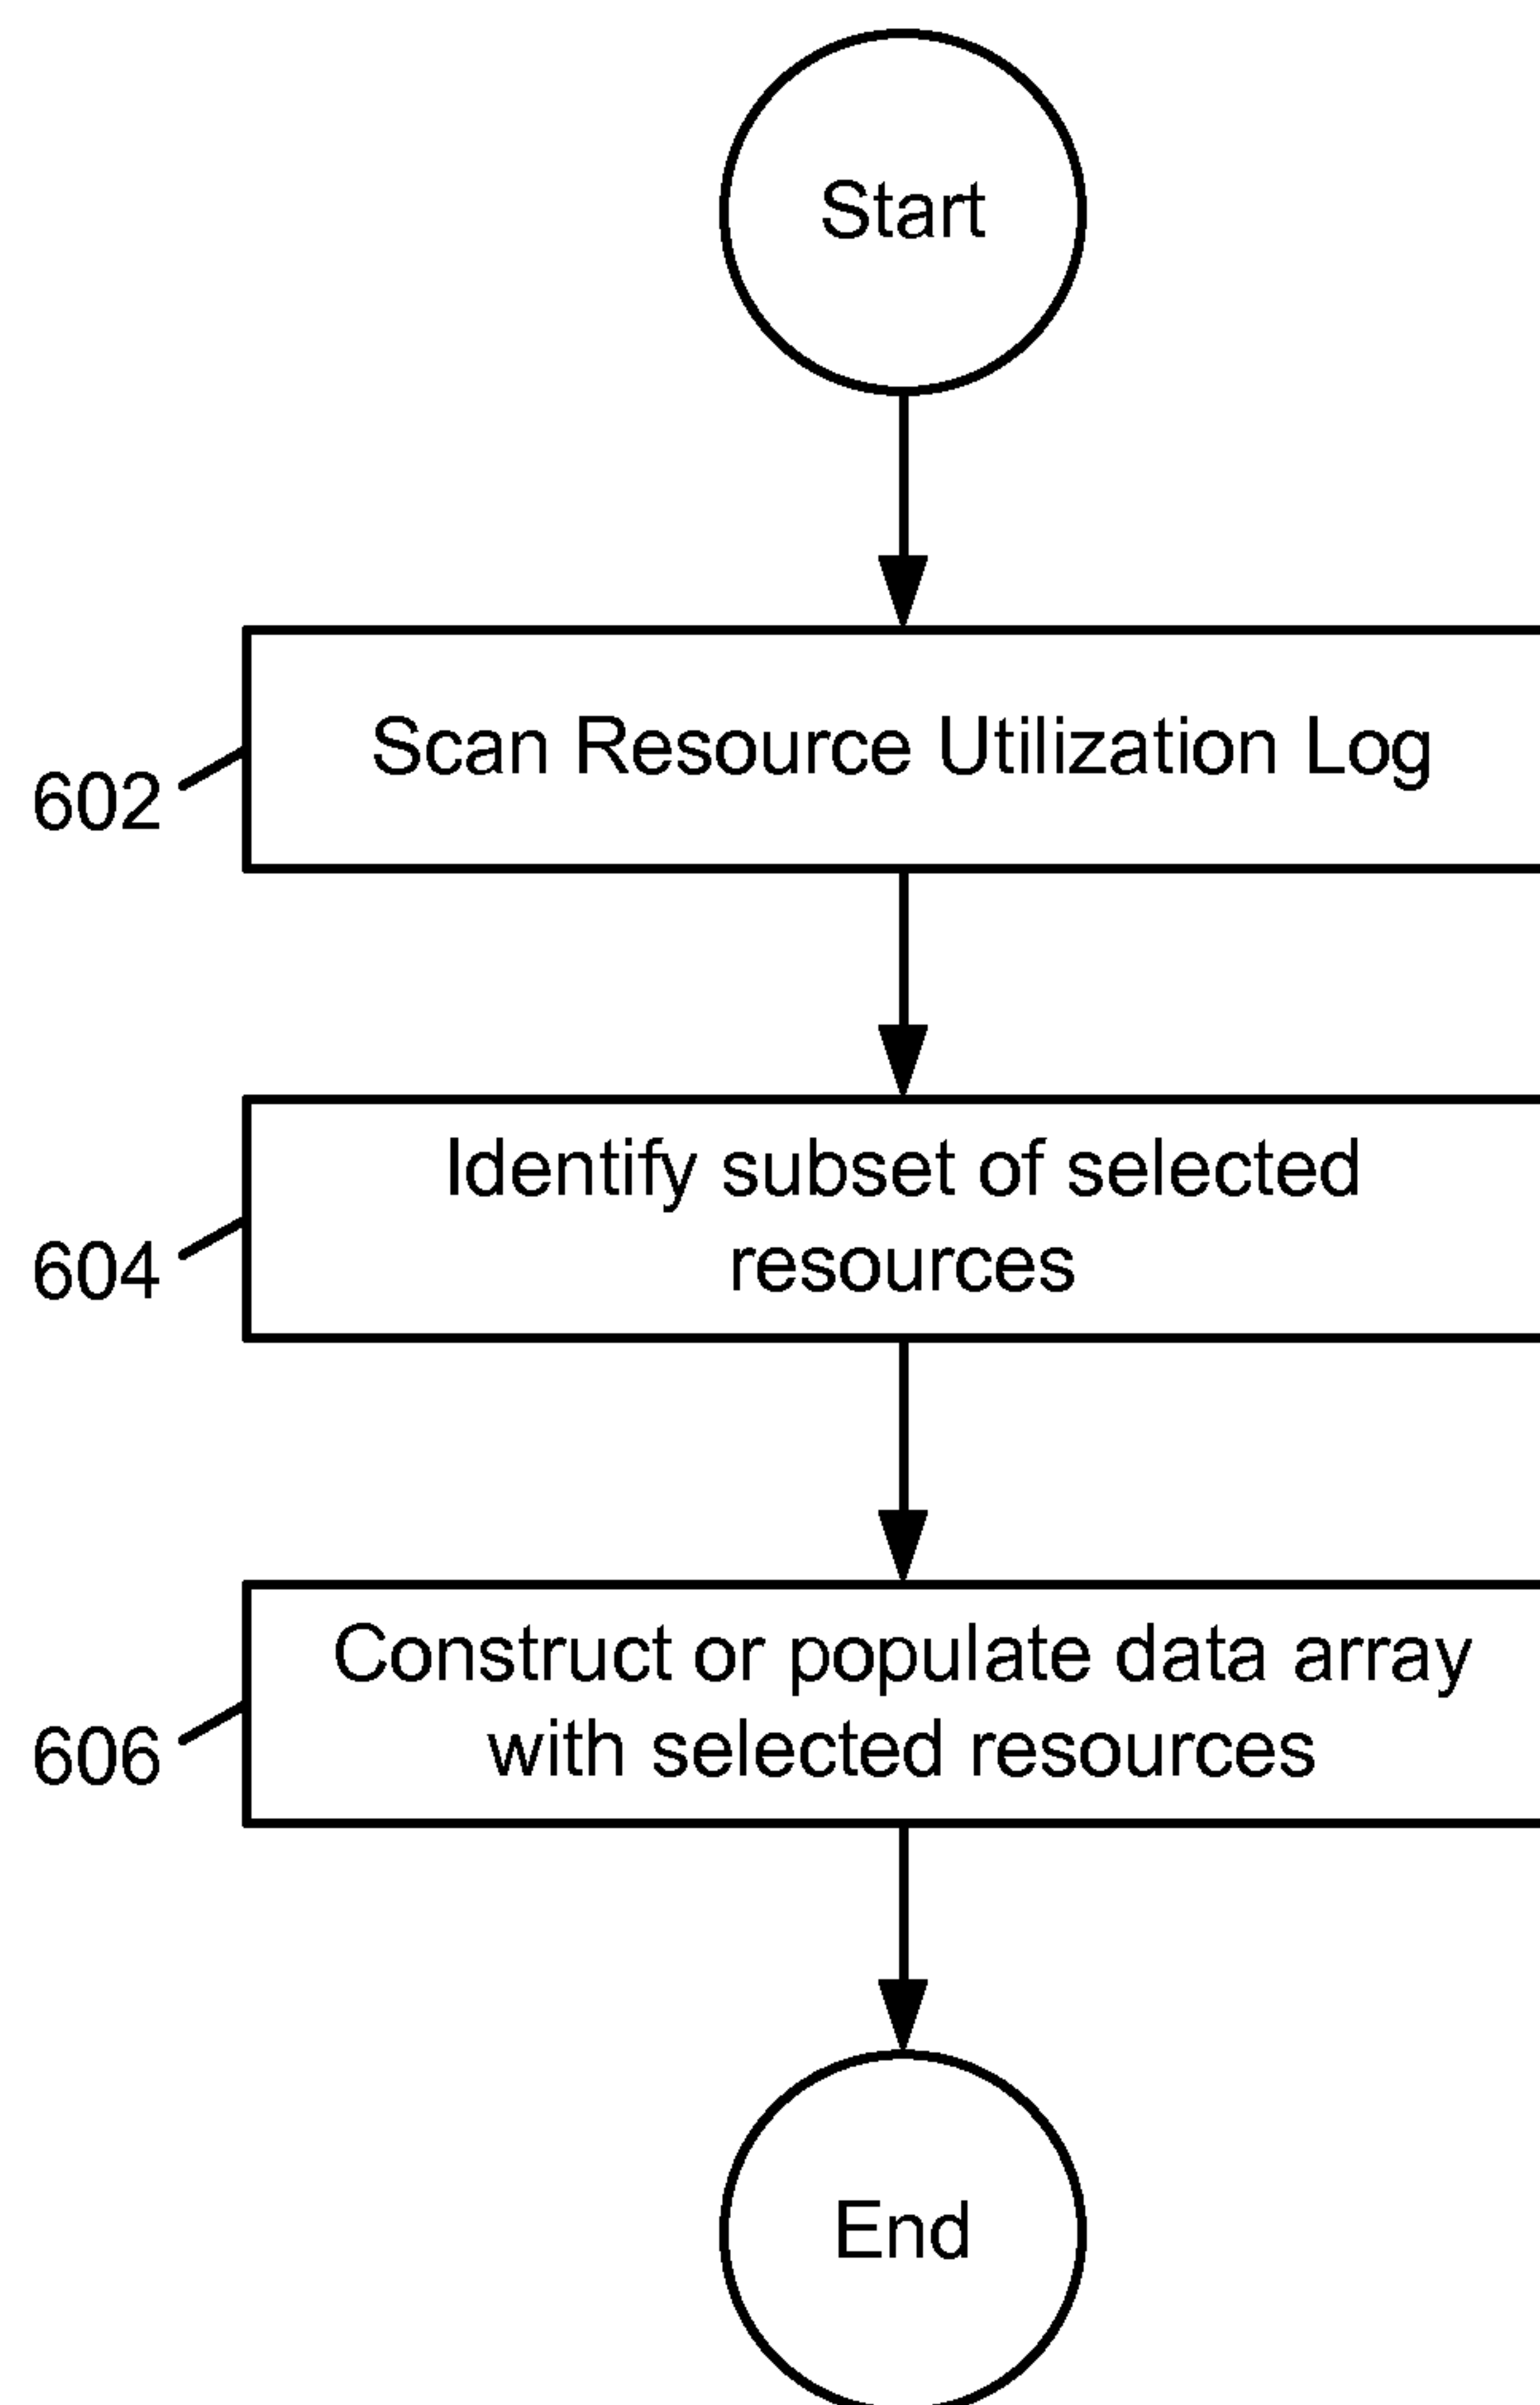 Start
Scan Resource Utilization Log
602
Identify subset of selected
resources
604
Construct or populate data array
with selected resources
606
End